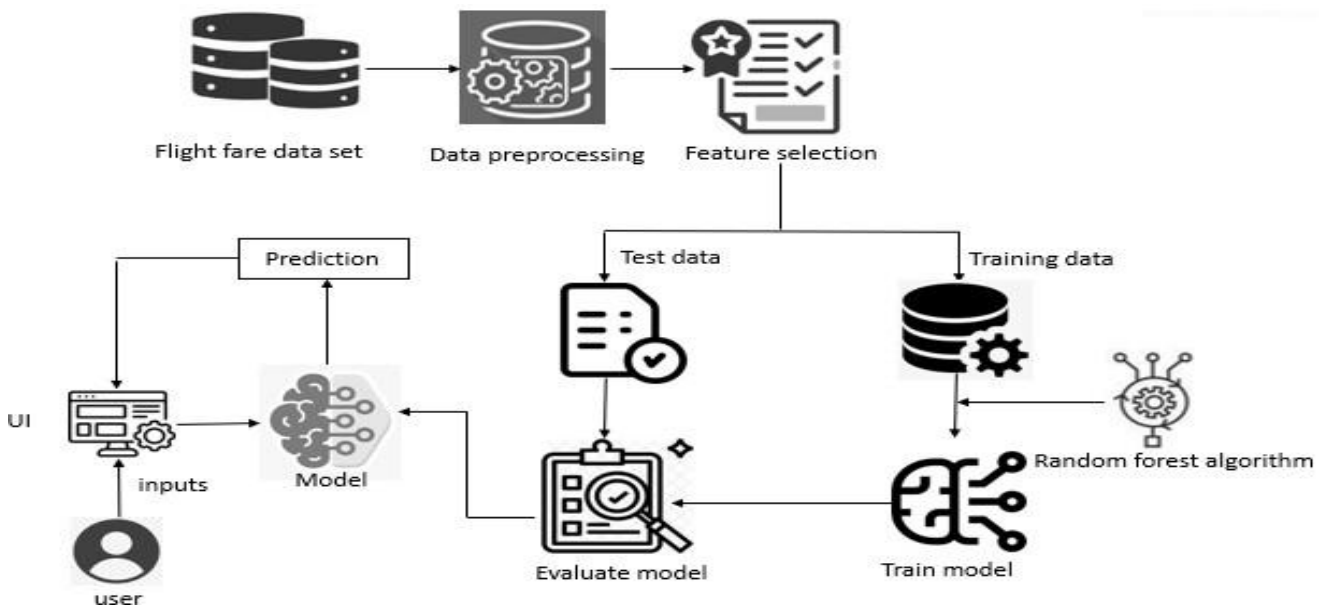 Flight fare data set
Data preprocessing
Feature selection
Prediction
Test data
Training data
UI
inputs
Model
Random forest algorithm
Evaluate model
Train model
user